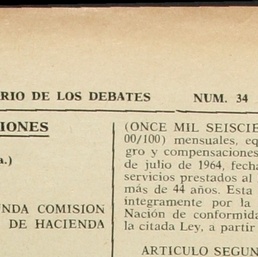 RIO DE LOS DEBATES NUM. 34
IONES
a.)
NDA COMISION
DE HACIENDA
(ONCE MIL SEISCIE
00/100) mensuales, eq
gro y compensaciones
de julio de 1964, fecha
servicios prestados al
más de 44 años. Esta
íntegramente por la
Nación de conformida
la citada Ley, a partir
ARTICULO SEGUN